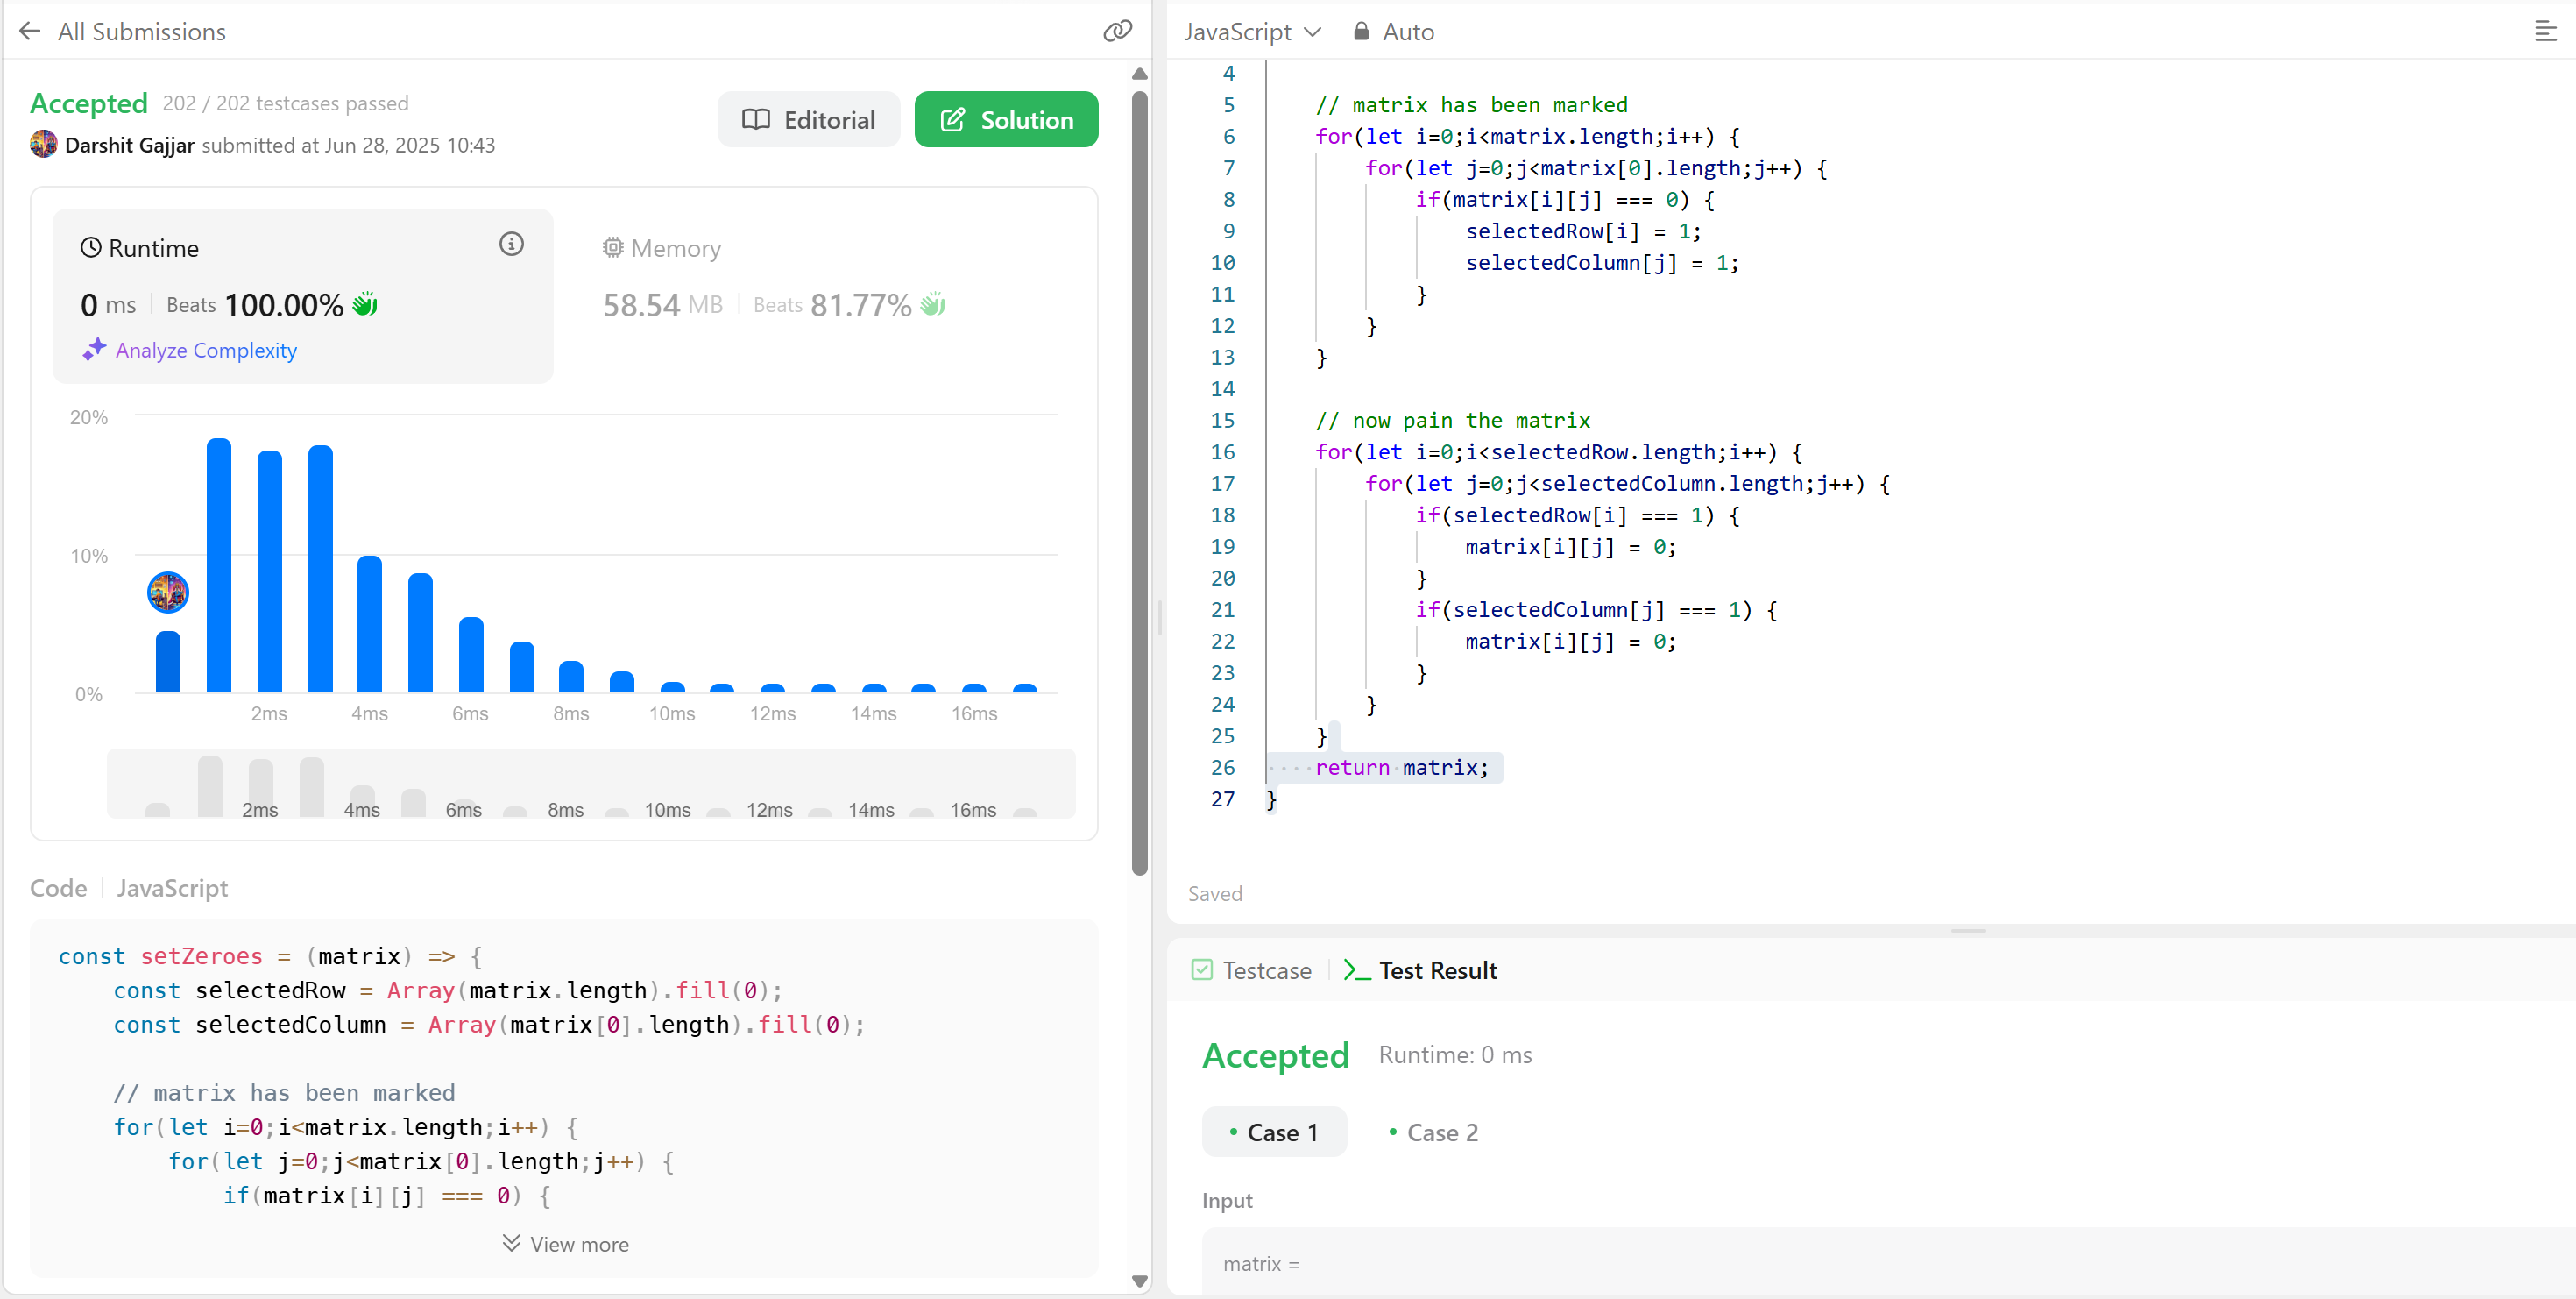 All Submissions
Accepted 202 / 202 testcases passed
Darshit Gajjar submitted at Jun 28, 2025 10:43
Editorial
Solution
Runtime
0 ms Beats 100.00%
Analyze Complexity
Memory
58.54 MB Beats 81.77%
20%
10%
0%
2ms 4ms 6ms 8ms 10ms 12ms 14ms 16ms
2ms 4ms 6ms 8ms 10ms 12ms 14ms 16ms
Code JavaScript
const setZeroes = (matrix) => {
    const selectedRow = Array(matrix.length).fill(0);
    const selectedColumn = Array(matrix[0].length).fill(0);
    // matrix has been marked
    for(let i=0;i<matrix.length;i++) {
        for(let j=0;j<matrix[0].length;j++) {
            if(matrix[i][j] === 0) {
View more
JavaScript Auto
4
5     // matrix has been marked
6     for(let i=0;i<matrix.length;i++) {
7         for(let j=0;j<matrix[0].length;j++) {
8             if(matrix[i][j] === 0) {
9                 selectedRow[i] = 1;
10                 selectedColumn[j] = 1;
11             }
12         }
13     }
14
15     // now pain the matrix
16     for(let i=0;i<selectedRow.length;i++) {
17         for(let j=0;j<selectedColumn.length;j++) {
18             if(selectedRow[i] === 1) {
19                 matrix[i][j] = 0;
20             }
21             if(selectedColumn[j] === 1) {
22                 matrix[i][j] = 0;
23             }
24         }
25     }
26     return matrix;
27 }
Saved
Testcase Test Result
Accepted Runtime: 0 ms
• Case 1 • Case 2
Input
matrix =